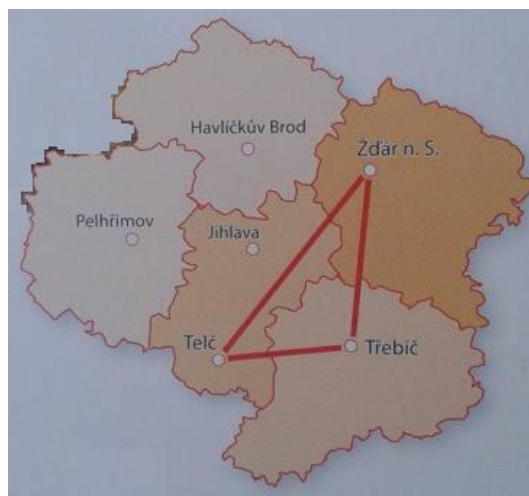 Havlíčkův Brod
Žďár n. S.
Pelhřimov
Jihlava
Telč
Třebíč